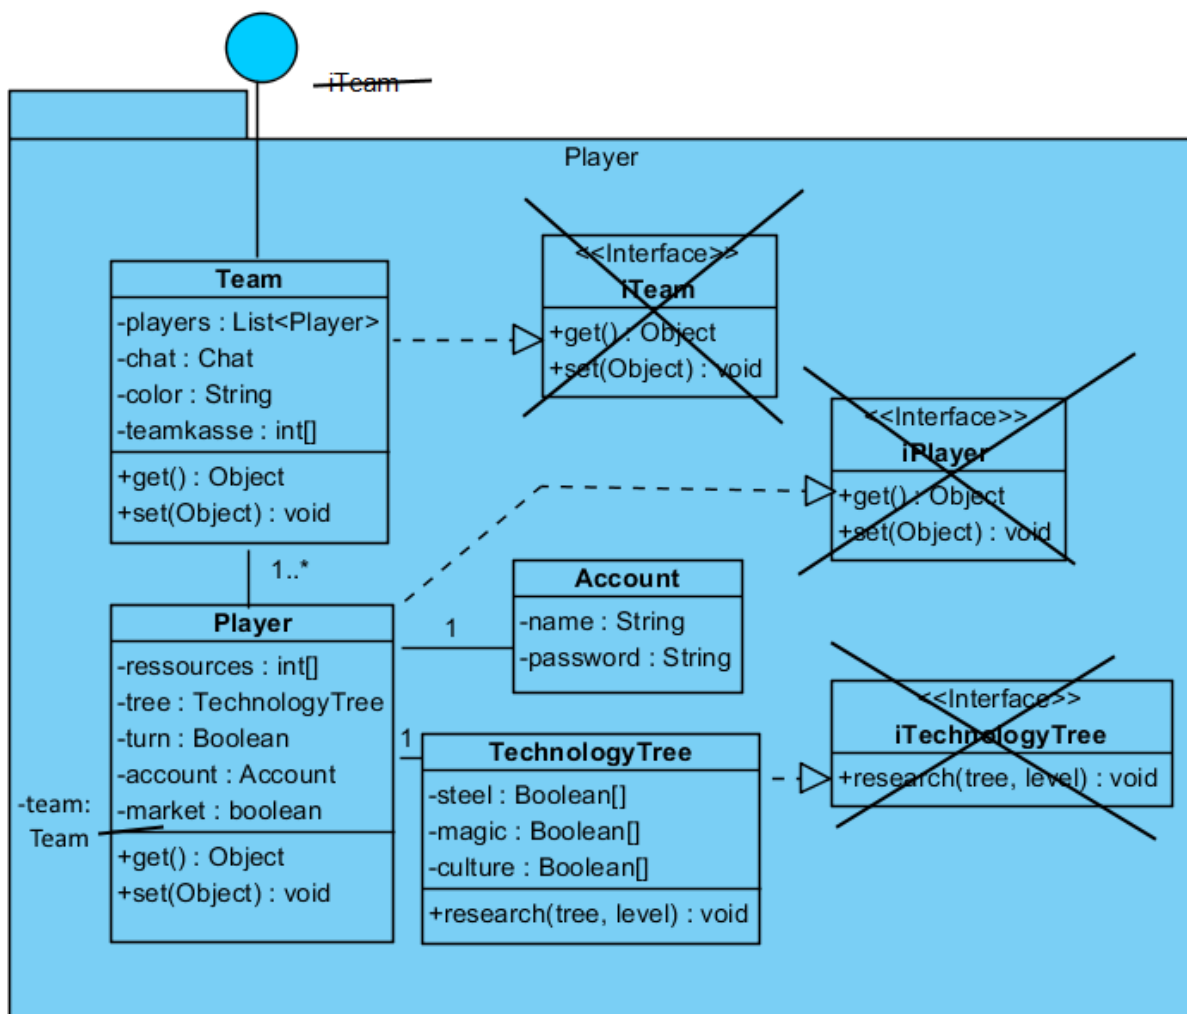 iTeam
Player
Team
-players : List<Player>
-chat : Chat
-color : String
-teamkasse : int[]
+get() : Object
+set(Object) : void
<<Interface>>
iTeam
+get() : Object
+set(Object) : void
<<Interface>>
iPlayer
+get() : Object
+set(Object) : void
1..*
Account
-name : String
-password : String
1
Player
-ressources : int[]
-tree : TechnologyTree
-turn : Boolean
-account : Account
-market : boolean
+get() : Object
+set(Object) : void
-team:
Team
1
TechnologyTree
-steel : Boolean[]
-magic : Boolean[]
-culture : Boolean[]
+research(tree, level) : void
<<Interface>>
iTechnologyTree
+research(tree, level) : void